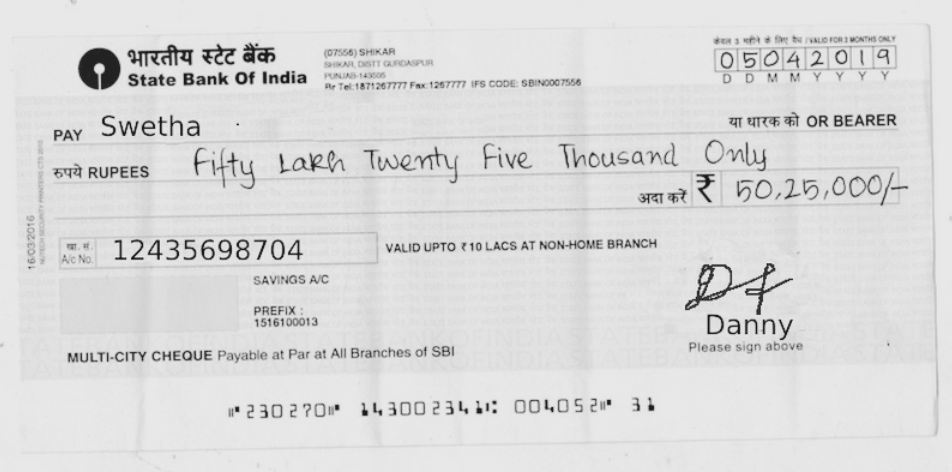 भारतीय स्टेट बैंक
State Bank Of India
(07556) SHIKAR
SHIKAR, DISTT GURDASPUR
PUNJAB-143505
Br Tel:1871267777 Fax:1267777 IFS CODE: SBIN0007556
केवल 3 महीने के लिए वैध / VALID FOR 3 MONTHS ONLY
0 5 0 4 2 0 1 9
D D M M Y Y Y Y
PAY Swetha
या धारक को OR BEARER
रुपये RUPEES Fifty Lakh Twenty Five Thousand Only
अदा करें ₹ 50,25,000/-
16/03/2016
खा. सं.
A/c No. 12435698704
VALID UPTO ₹ 10 LACS AT NON-HOME BRANCH
SAVINGS A/C
PREFIX :
1516100013
Danny
Please sign above
MULTI-CITY CHEQUE Payable at Par at All Branches of SBI
⑈230270⑈ 143002341⑆ 004052⑈ 31